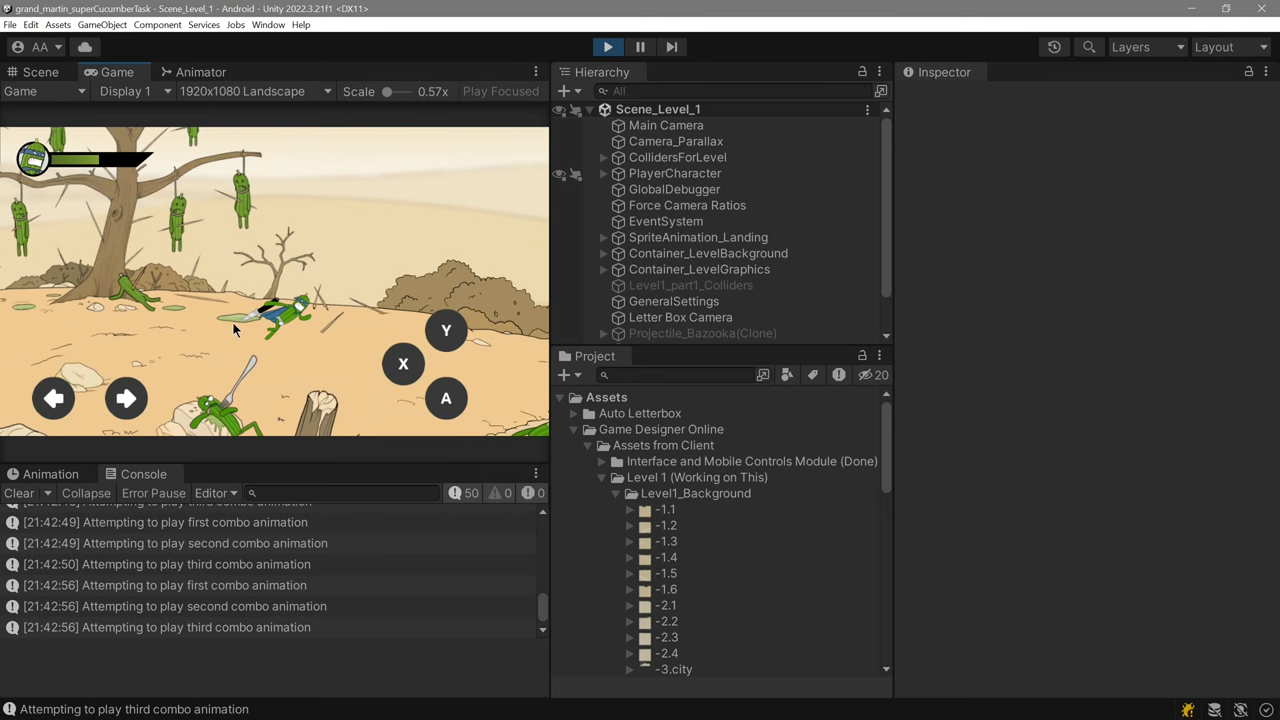 grand_martin_superCucumberTask - Scene_Level_1 - Android - Unity 2022.3.21f1 <DX11>
File Edit Assets GameObject Component Services Jobs Window Help
AA Layers Layout
Scene Game Animator
Game Display 1 1920x1080 Landscape Scale 0.57x Play Focused
Y
X
A
Animation Console
Clear Collapse Error Pause Editor 50 0 0
[21:42:49] Attempting to play first combo animation
[21:42:49] Attempting to play second combo animation
[21:42:50] Attempting to play third combo animation
[21:42:56] Attempting to play first combo animation
[21:42:56] Attempting to play second combo animation
[21:42:56] Attempting to play third combo animation
Attempting to play third combo animation
Hierarchy
All
Scene_Level_1
Main Camera
Camera_Parallax
CollidersForLevel
PlayerCharacter
GlobalDebugger
Force Camera Ratios
EventSystem
SpriteAnimation_Landing
Container_LevelBackground
Container_LevelGraphics
Level1_part1_Colliders
GeneralSettings
Letter Box Camera
Projectile_Bazooka(Clone)
Project
20
Assets
Auto Letterbox
Game Designer Online
Assets from Client
Interface and Mobile Controls Module (Done)
Level 1 (Working on This)
Level1_Background
-1.1
-1.2
-1.3
-1.4
-1.5
-1.6
-2.1
-2.2
-2.3
-2.4
-3.city
Inspector